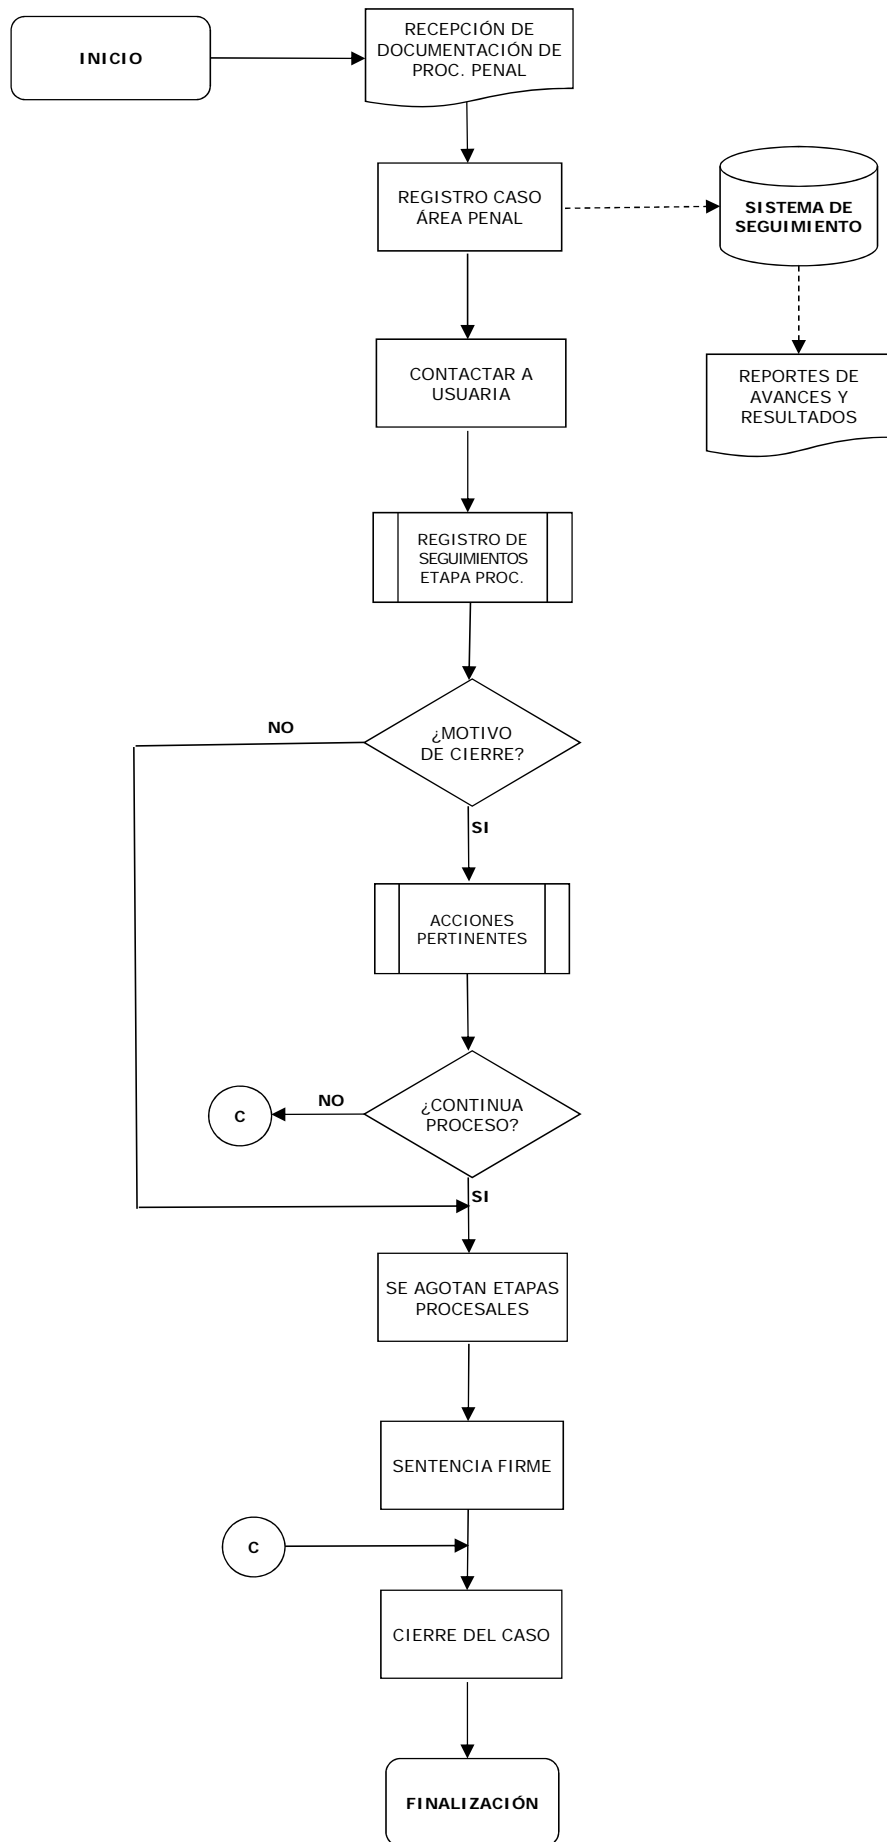 INICIO
RECEPCIÓN DE
DOCUMENTACIÓN DE
PROC. PENAL
REGISTRO CASO
ÁREA PENAL
SISTEMA DE
SEGUIMIENTO
CONTACTAR A
USUARIA
REPORTES DE
AVANCES Y
RESULTADOS
REGISTRO DE
SEGUIMIENTOS
ETAPA PROC.
NO
¿MOTIVO
DE CIERRE?
SI
ACCIONES
PERTINENTES
C
NO
¿CONTINUA
PROCESO?
SI
SE AGOTAN ETAPAS
PROCESALES
SENTENCIA FIRME
C
CIERRE DEL CASO
FINALIZACIÓN